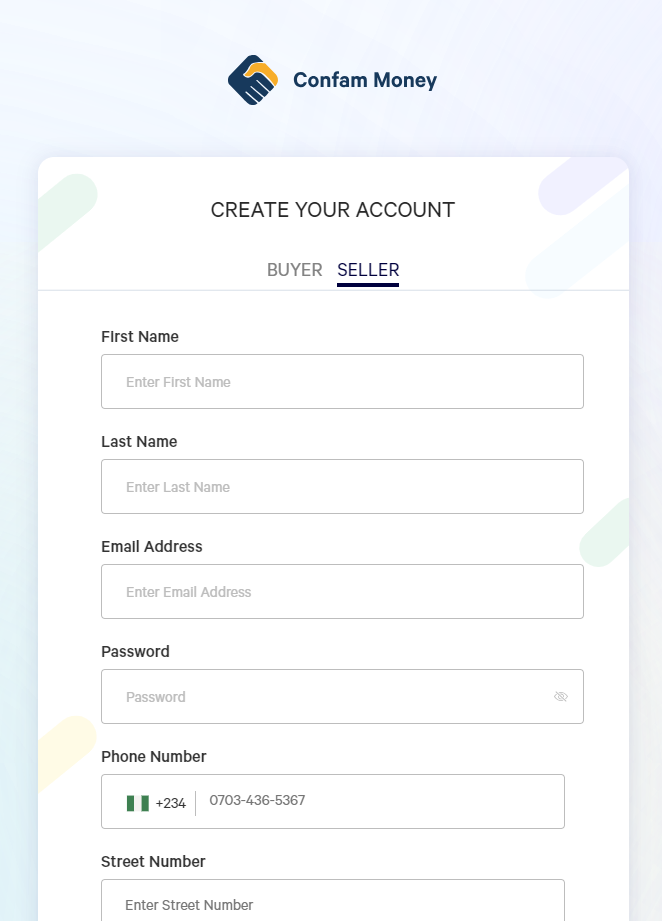 Confam Money
CREATE YOUR ACCOUNT
BUYER SELLER
First Name
Enter First Name
Last Name
Enter Last Name
Email Address
Enter Email Address
Password
Password
Phone Number
+234 0703-436-5367
Street Number
Enter Street Number